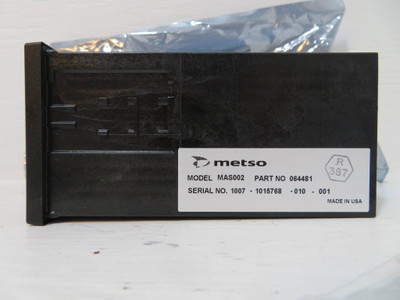 metso
R
387
MODEL MAS002 PART NO 064481
SERIAL NO. 1007 - 1015768 - 010 - 001
MADE IN USA